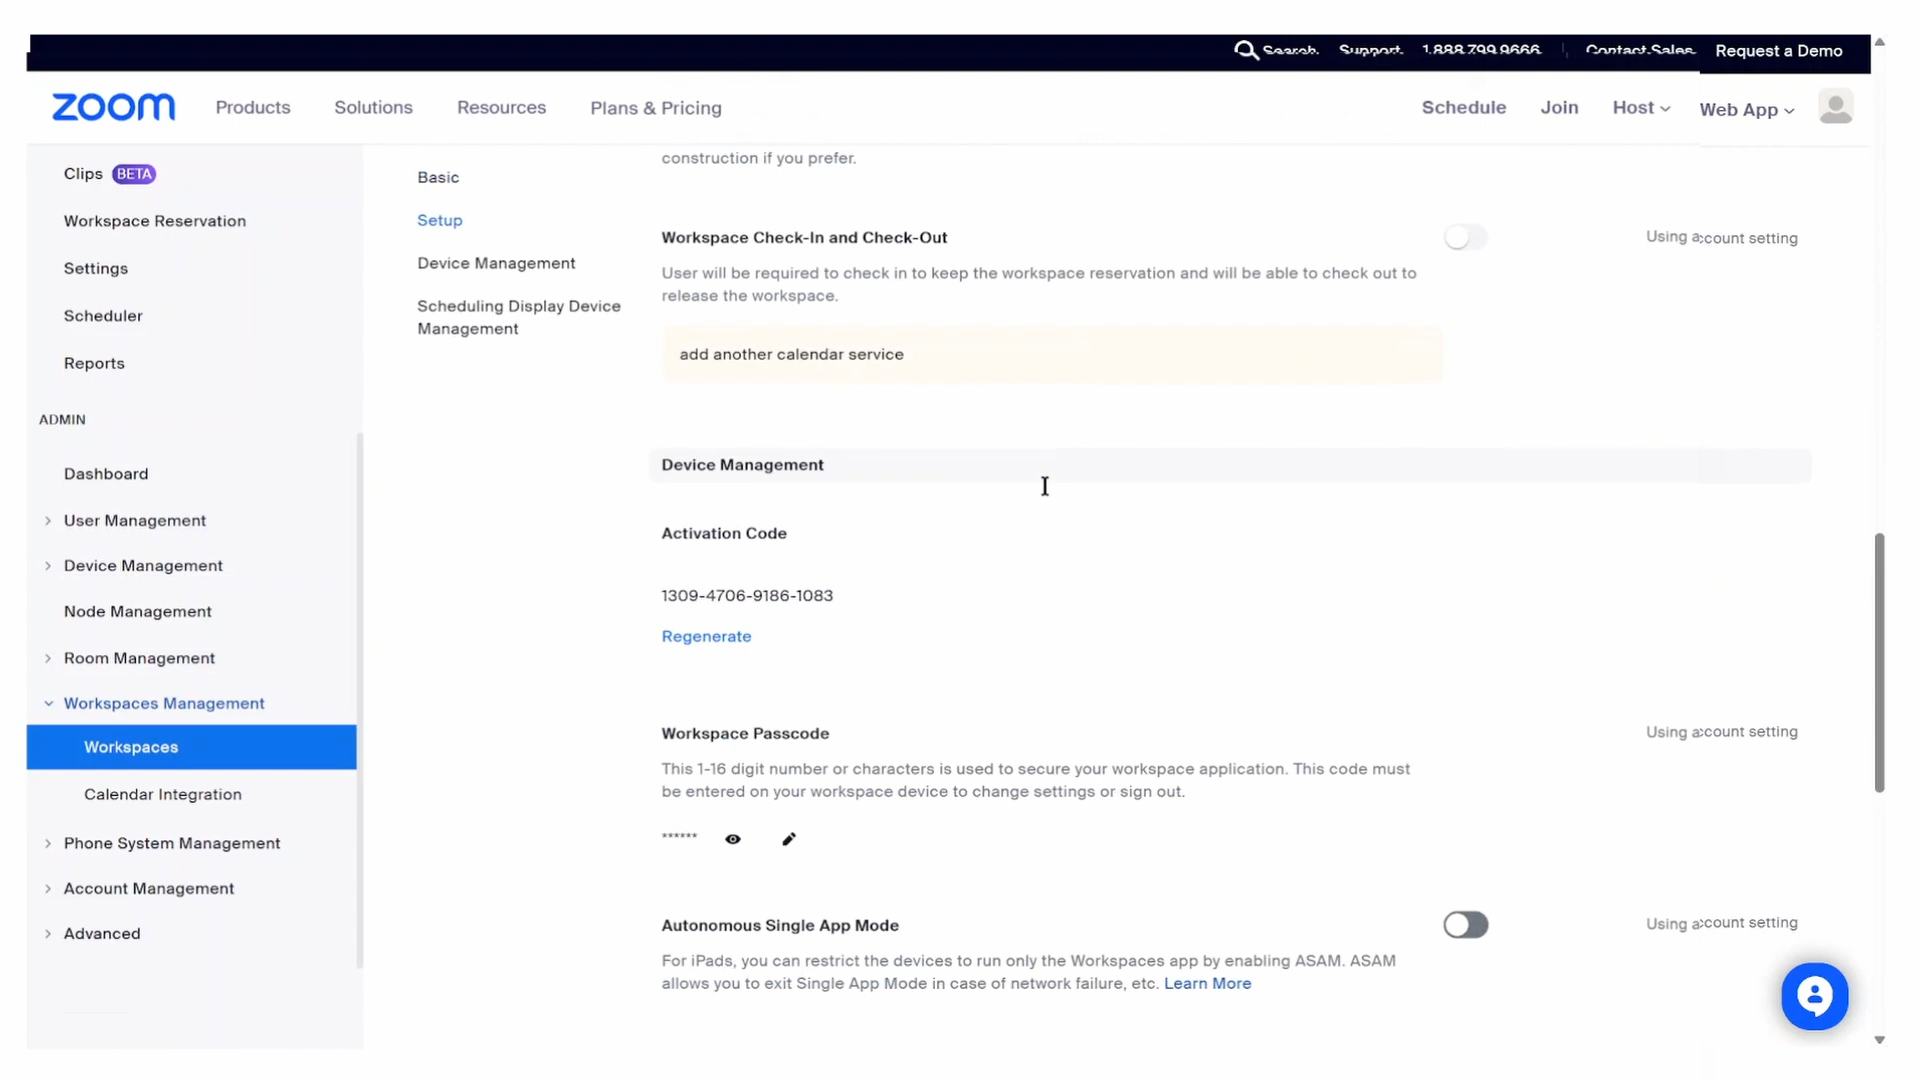 Search Support 1.888.799.9666 Contact Sales Request a Demo
zoom Products Solutions Resources Plans & Pricing Schedule Join Host Web App
Clips BETA
Workspace Reservation
Settings
Scheduler
Reports
ADMIN
Dashboard
User Management
Device Management
Node Management
Room Management
Workspaces Management
Workspaces
Calendar Integration
Phone System Management
Account Management
Advanced
Basic
Setup
Device Management
Scheduling Display Device
Management
construction if you prefer.
Workspace Check-In and Check-Out
Using account setting
User will be required to check in to keep the workspace reservation and will be able to check out to
release the workspace.
add another calendar service
Device Management
Activation Code
1309-4706-9186-1083
Regenerate
Workspace Passcode
Using account setting
This 1-16 digit number or characters is used to secure your workspace application. This code must
be entered on your workspace device to change settings or sign out.
******
Autonomous Single App Mode
Using account setting
For iPads, you can restrict the devices to run only the Workspaces app by enabling ASAM. ASAM
allows you to exit Single App Mode in case of network failure, etc. Learn More